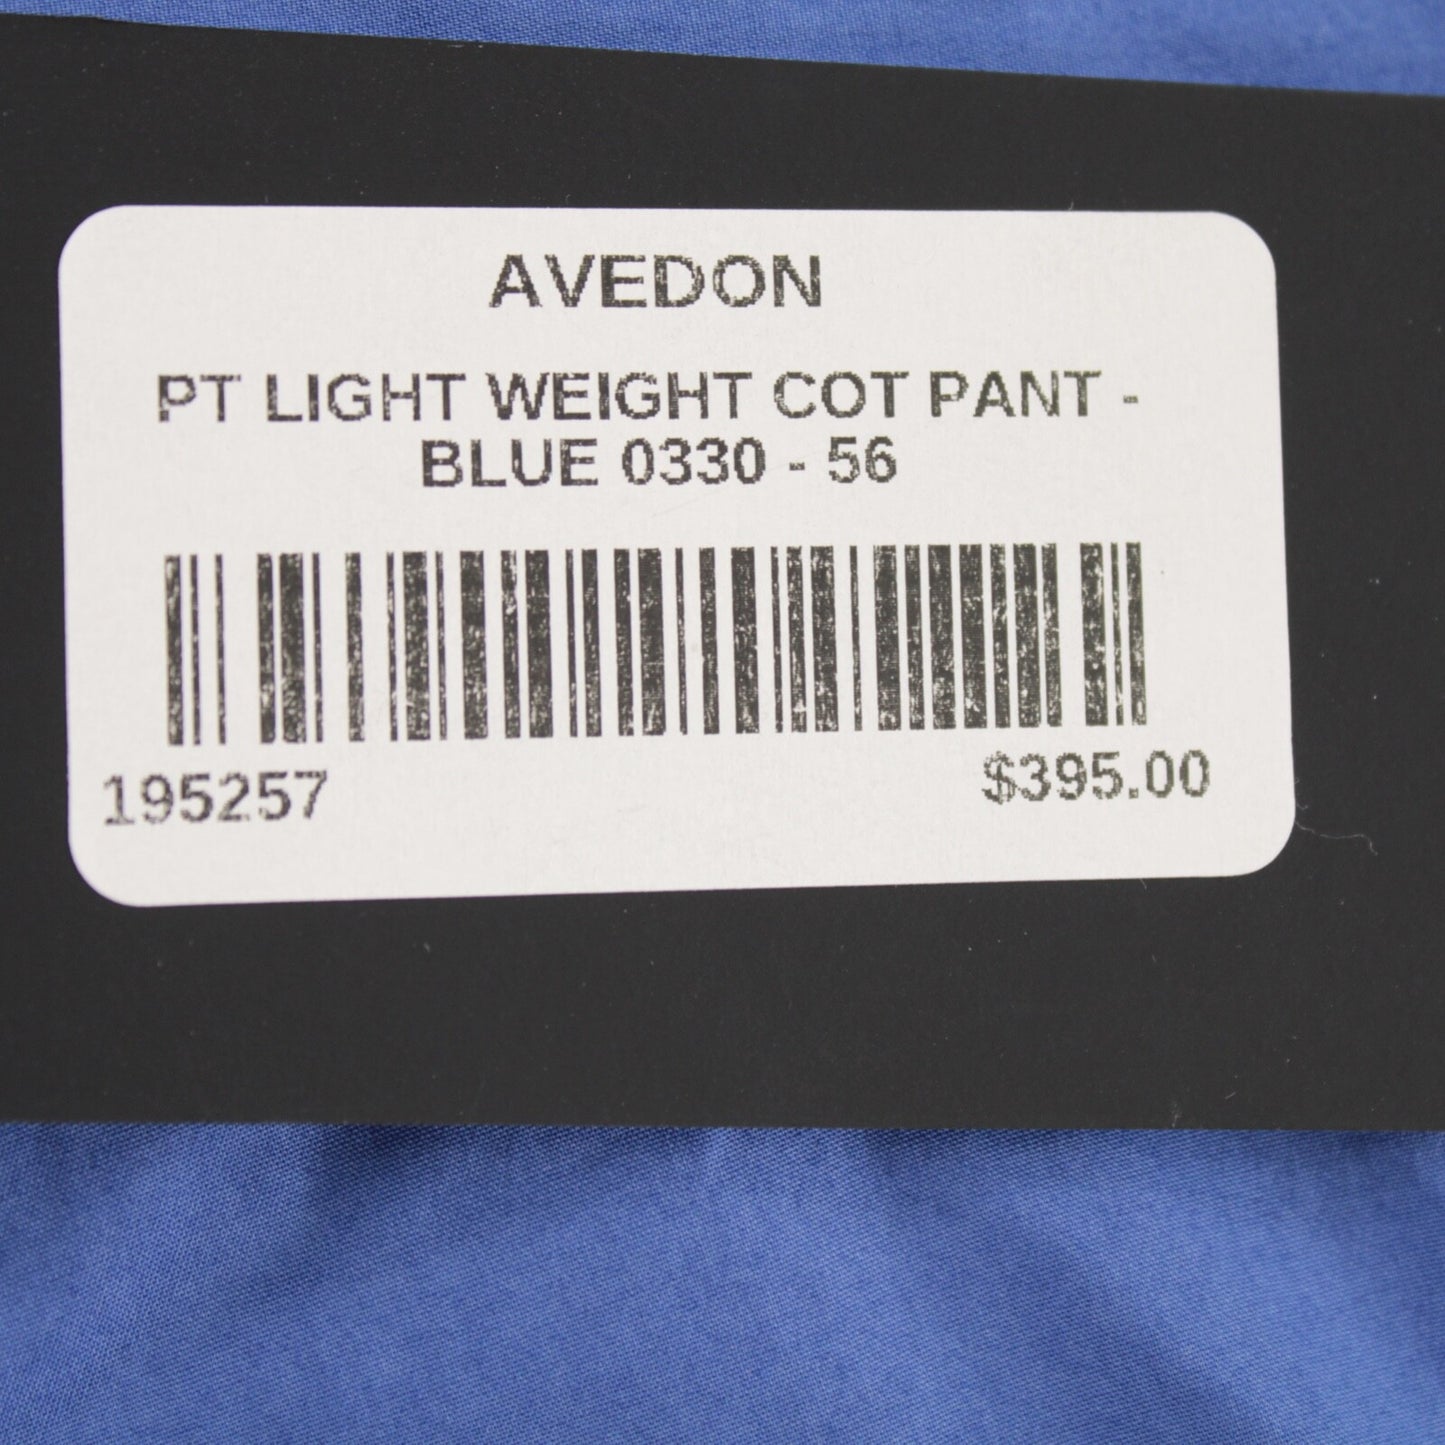 AVEDON
PT LIGHT WEIGHT COT PANT -
BLUE 0330 - 56
195257
$395.00